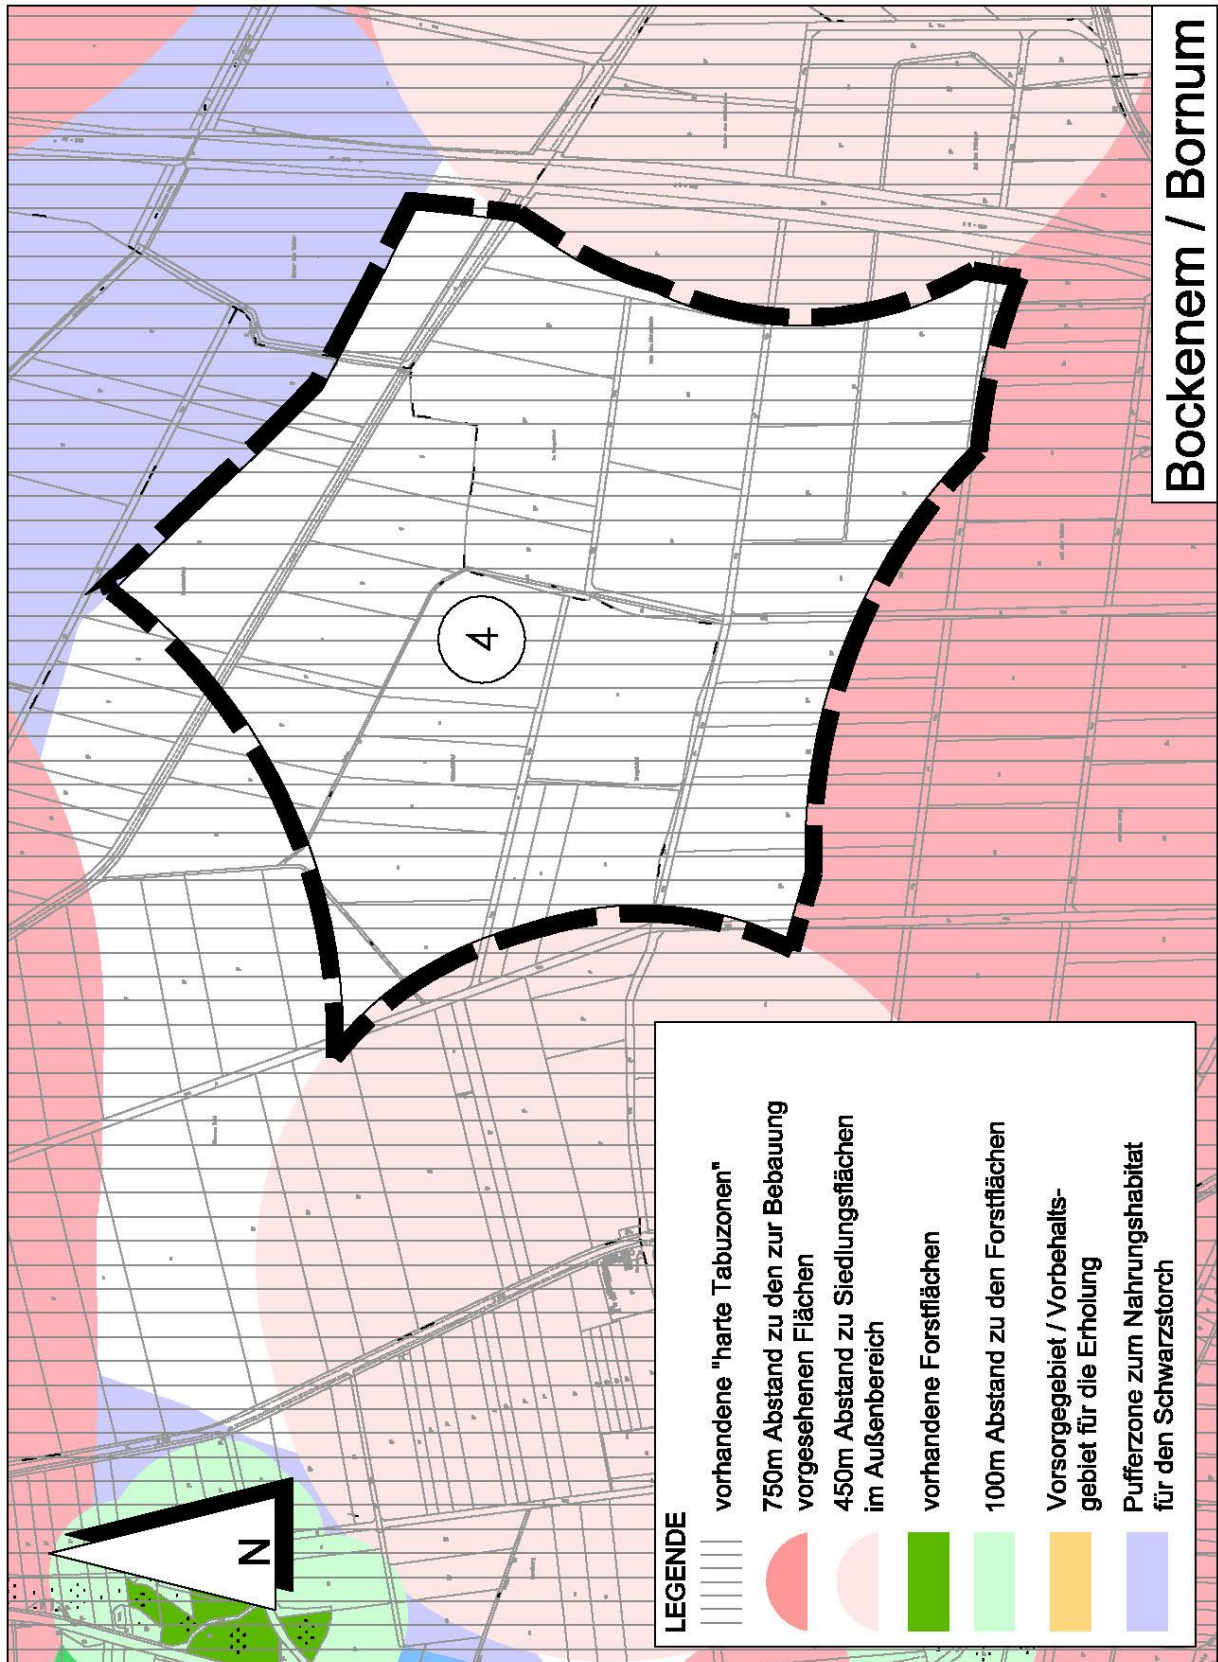 Bockenem / Bornum
4
N
LEGENDE
vorhandene "harte Tabuzonen"
750m Abstand zu den zur Bebauung
vorgesehenen Flächen
450m Abstand zu Siedlungsflächen
im Außenbereich
vorhandene Forstflächen
100m Abstand zu den Forstflächen
Vorsorgegebiet / Vorbehalts-
gebiet für die Erholung
Pufferzone zum Nahrungshabitat
für den Schwarzstorch